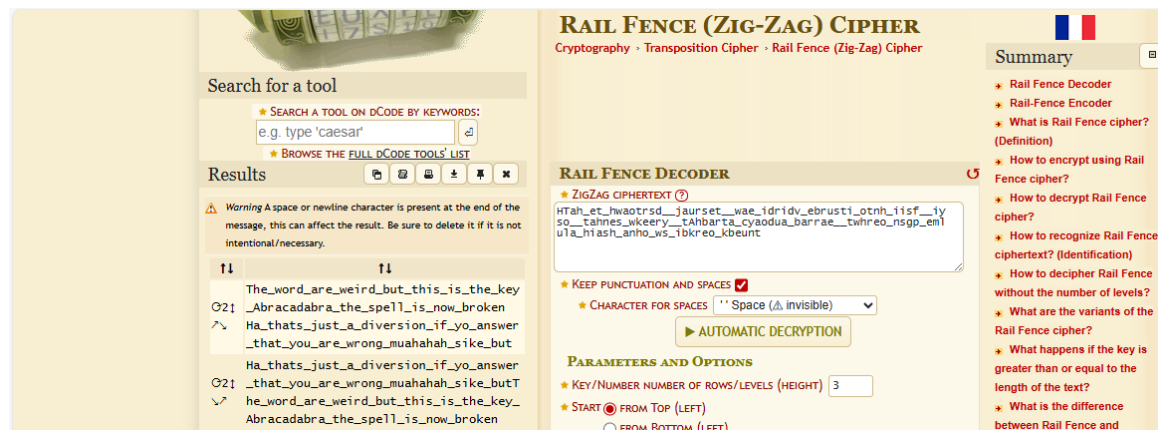 RAIL FENCE (ZIG-ZAG) CIPHER
Cryptography › Transposition Cipher › Rail Fence (Zig-Zag) Cipher
Search for a tool
★ SEARCH A TOOL ON DCODE BY KEYWORDS:
e.g. type 'caesar'
★ BROWSE THE FULL DCODE TOOLS' LIST
Results
Warning A space or newline character is present at the end of the
message, this can affect the result. Be sure to delete it if it is not
intentional/necessary.
↑↓ ↑↓
⟳2↕
↗↘
The_word_are_weird_but_this_is_the_key
_Abracadabra_the_spell_is_now_broken
Ha_thats_just_a_diversion_if_yo_answer
_that_you_are_wrong_muahahah_sike_but
⟳2↕
↘↗
Ha_thats_just_a_diversion_if_yo_answer
_that_you_are_wrong_muahahah_sike_butT
he_word_are_weird_but_this_is_the_key_
Abracadabra_the_spell_is_now_broken
RAIL FENCE DECODER
★ ZIGZAG CIPHERTEXT (?)
HTah_et_hwaotrsd__jaurset__wae_idridv_ebrusti_otnh_iisf__iy
so__tahnes_wkeery__tAhbarta_cyaodua_barrae__twhreo_nsgp_eml
ula_hiash_anho_ws_ibkreo_kbeunt
★ KEEP PUNCTUATION AND SPACES
★ CHARACTER FOR SPACES ' ' Space (⚠ invisible)
▶ AUTOMATIC DECRYPTION
PARAMETERS AND OPTIONS
★ KEY/NUMBER NUMBER OF ROWS/LEVELS (HEIGHT) 3
★ START FROM TOP (LEFT)
FROM BOTTOM (LEFT)
Summary
Rail Fence Decoder
Rail-Fence Encoder
What is Rail Fence cipher?
(Definition)
How to encrypt using Rail
Fence cipher?
How to decrypt Rail Fence
cipher?
How to recognize Rail Fence
ciphertext? (Identification)
How to decipher Rail Fence
without the number of levels?
What are the variants of the
Rail Fence cipher?
What happens if the key is
greater than or equal to the
length of the text?
What is the difference
between Rail Fence and